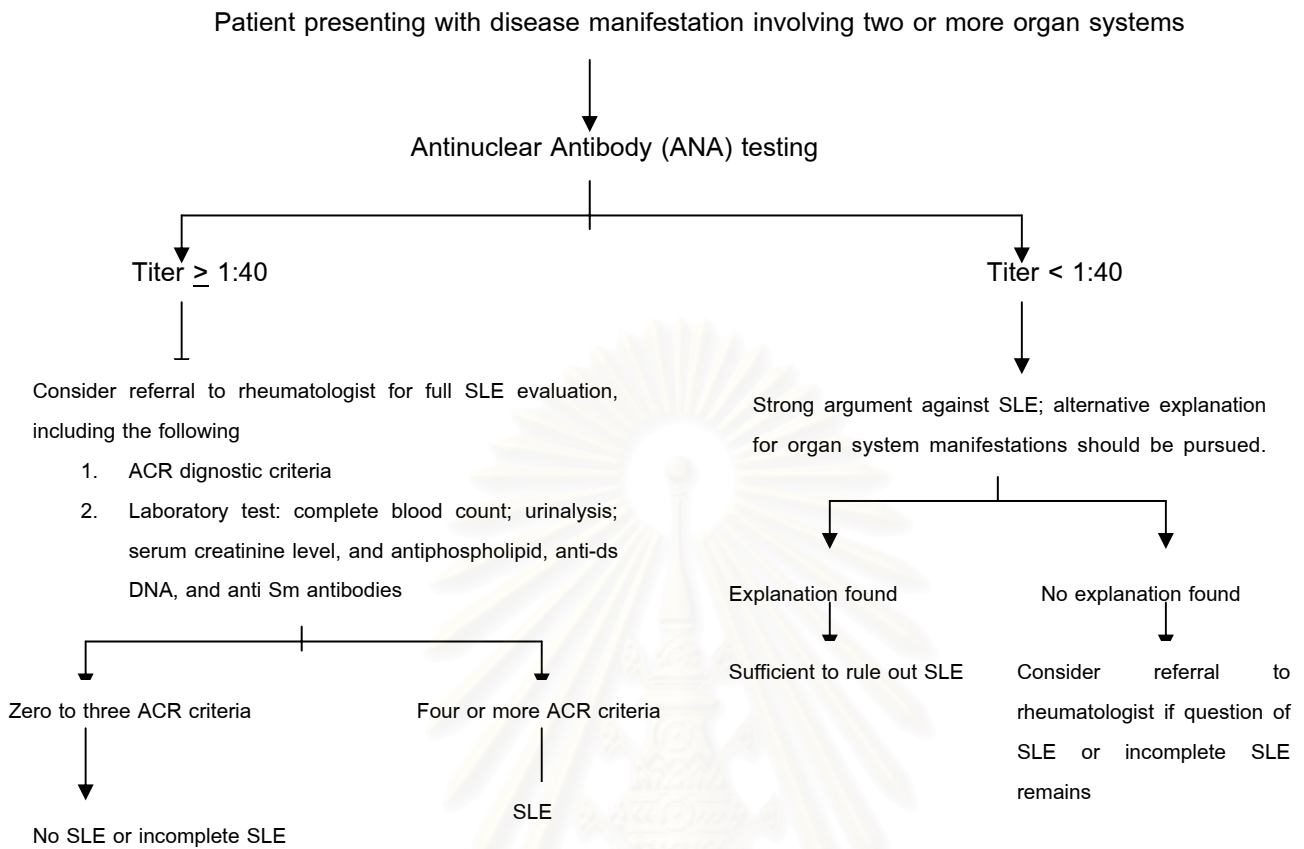 Patient presenting with disease manifestation involving two or more organ systems
Antinuclear Antibody (ANA) testing
Titer ≥ 1:40
Titer < 1:40
Consider referral to rheumatologist for full SLE evaluation,
including the following
1. ACR dignostic criteria
2. Laboratory test: complete blood count; urinalysis;
serum creatinine level, and antiphospholipid, anti-ds
DNA, and anti Sm antibodies
Strong argument against SLE; alternative explanation
for organ system manifestations should be pursued.
Zero to three ACR criteria
Four or more ACR criteria
No SLE or incomplete SLE
SLE
Explanation found
No explanation found
Sufficient to rule out SLE
Consider referral to
rheumatologist if question of
SLE or incomplete SLE
remains